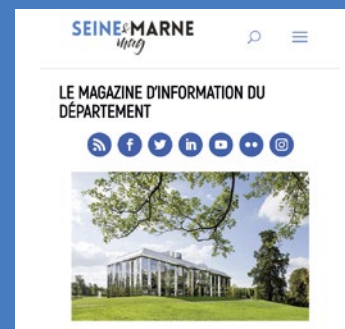 SEINE&MARNE
mag
LE MAGAZINE D'INFORMATION DU
DÉPARTEMENT